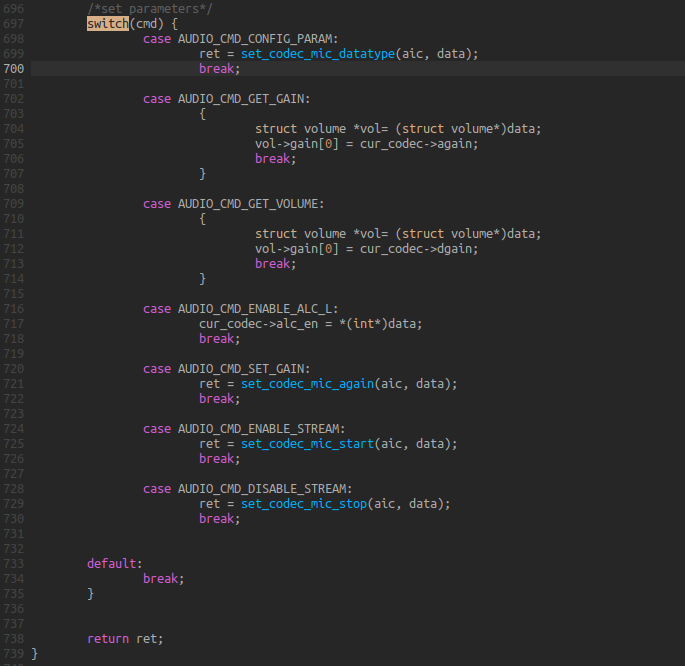 696 /*set parameters*/
697 switch(cmd) {
698 case AUDIO_CMD_CONFIG_PARAM:
699 ret = set_codec_mic_datatype(aic, data);
700 break;
701
702 case AUDIO_CMD_GET_GAIN:
703 {
704 struct volume *vol= (struct volume*)data;
705 vol->gain[0] = cur_codec->again;
706 break;
707 }
708
709 case AUDIO_CMD_GET_VOLUME:
710 {
711 struct volume *vol= (struct volume*)data;
712 vol->gain[0] = cur_codec->dgain;
713 break;
714 }
715
716 case AUDIO_CMD_ENABLE_ALC_L:
717 cur_codec->alc_en = *(int*)data;
718 break;
719
720 case AUDIO_CMD_SET_GAIN:
721 ret = set_codec_mic_again(aic, data);
722 break;
723
724 case AUDIO_CMD_ENABLE_STREAM:
725 ret = set_codec_mic_start(aic, data);
726 break;
727
728 case AUDIO_CMD_DISABLE_STREAM:
729 ret = set_codec_mic_stop(aic, data);
730 break;
731
732
733 default:
734 break;
735 }
736
737
738 return ret;
739 }